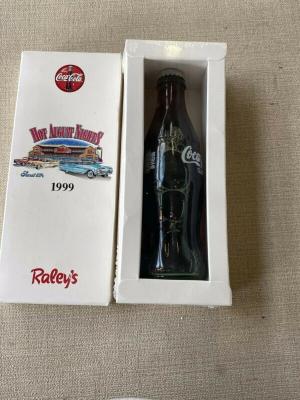 Coca-Cola
HOT AUGUST NIGHTS
1999
Raley's
Coca